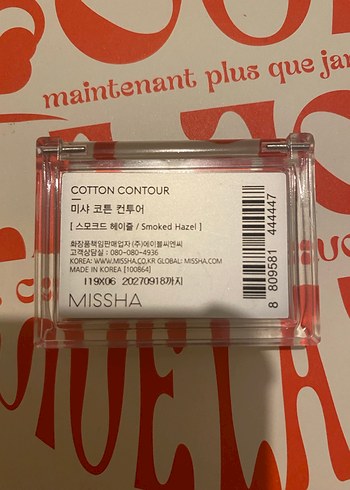 maintenant plus que jam
COTTON CONTOUR
미샤 코튼 컨투어
[ 스모크드 헤이즐 / Smoked Hazel ]
화장품책임판매업자 (주)에이블씨엔씨
고객상담실 : 080-080-4936
KOREA: WWW.MISSHA.CO.KR GLOBAL: MISSHA.COM
MADE IN KOREA [100864]
I19X06 20270918까지
MISSHA
8 809581 444447